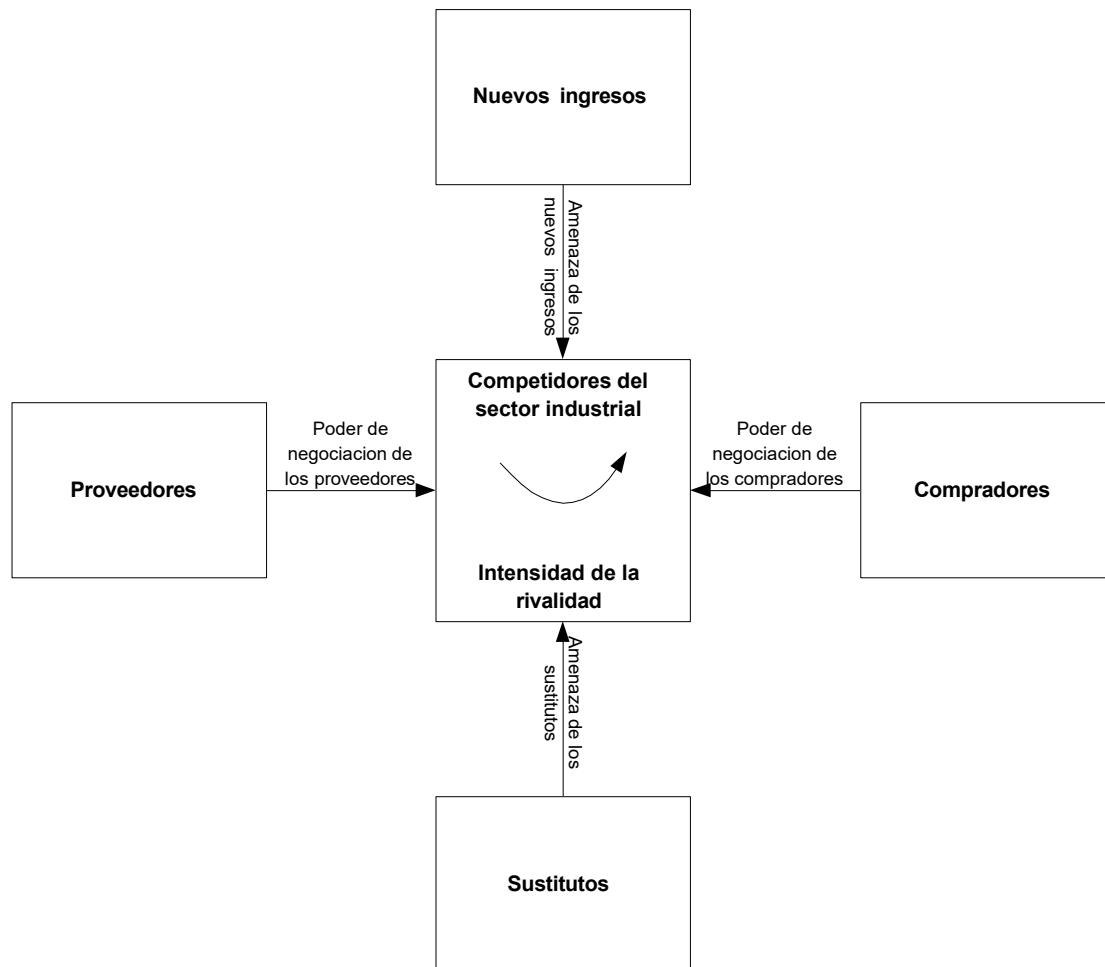 Nuevos ingresos
Amenaza de los
nuevos ingresos
Competidores del
sector industrial
Proveedores
Poder de
negociacion de
los proveedores
Poder de
negociacion de
los compradores
Compradores
Intensidad de la
rivalidad
Amenaza de los
sustitutos
Sustitutos